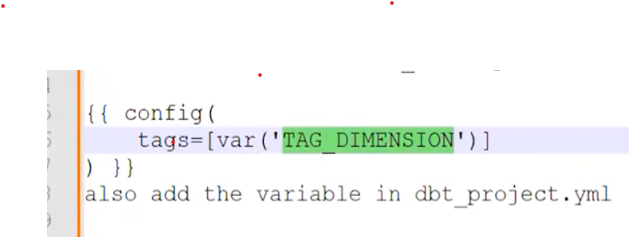 {{ config(
tags=[var('TAG_DIMENSION')]
) }}
also add the variable in dbt_project.yml